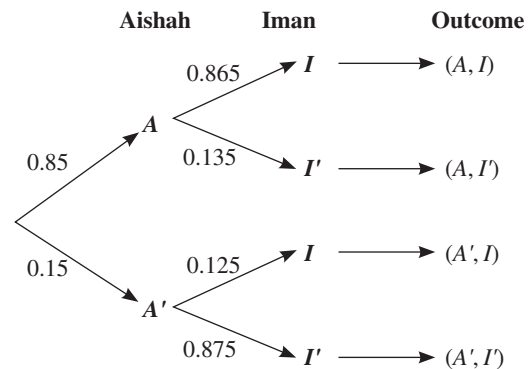 Aishah Iman Outcome
0.865 I (A, I)
A
0.85 0.135 I' (A, I')
0.15 0.125 I (A', I)
A'
0.875 I' (A', I')